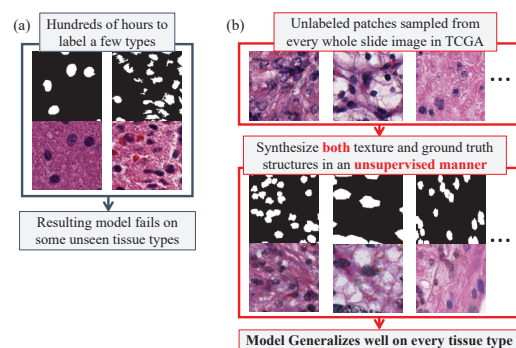 (a)
Hundreds of hours to
label a few types
Resulting model fails on
some unseen tissue types
(b)
Unlabeled patches sampled from
every whole slide image in TCGA
...
Synthesize both texture and ground truth
structures in an unsupervised manner
...
Model Generalizes well on every tissue type